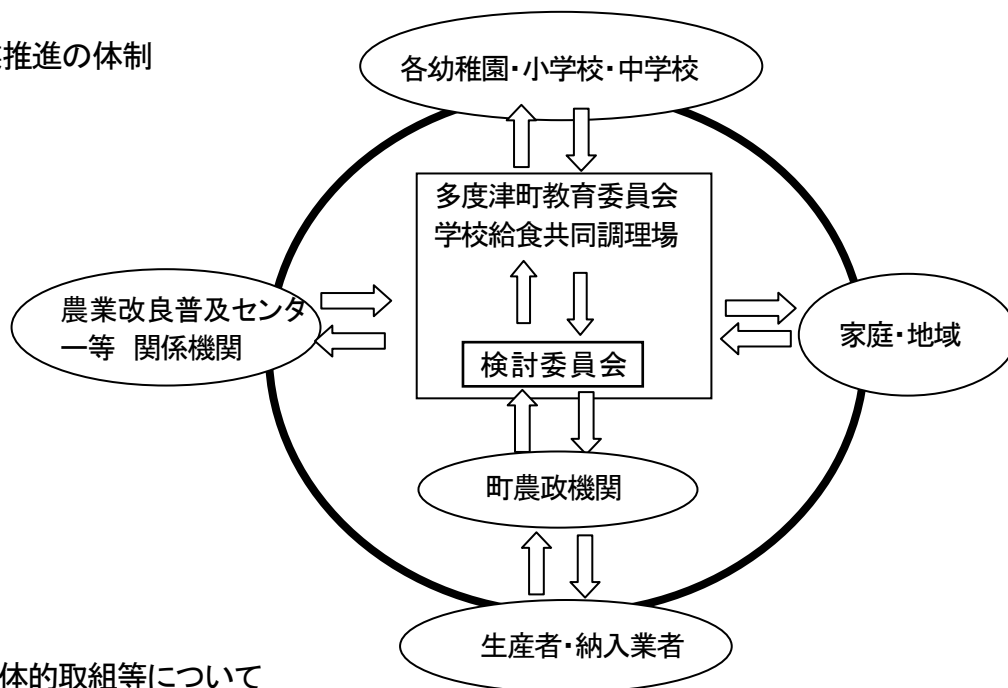 推進の体制
各幼稚園・小学校・中学校
多度津町教育委員会
学校給食共同調理場
農業改良普及センタ
ー等 関係機関
家庭・地域
検討委員会
町農政機関
生産者・納入業者
体的取組等について